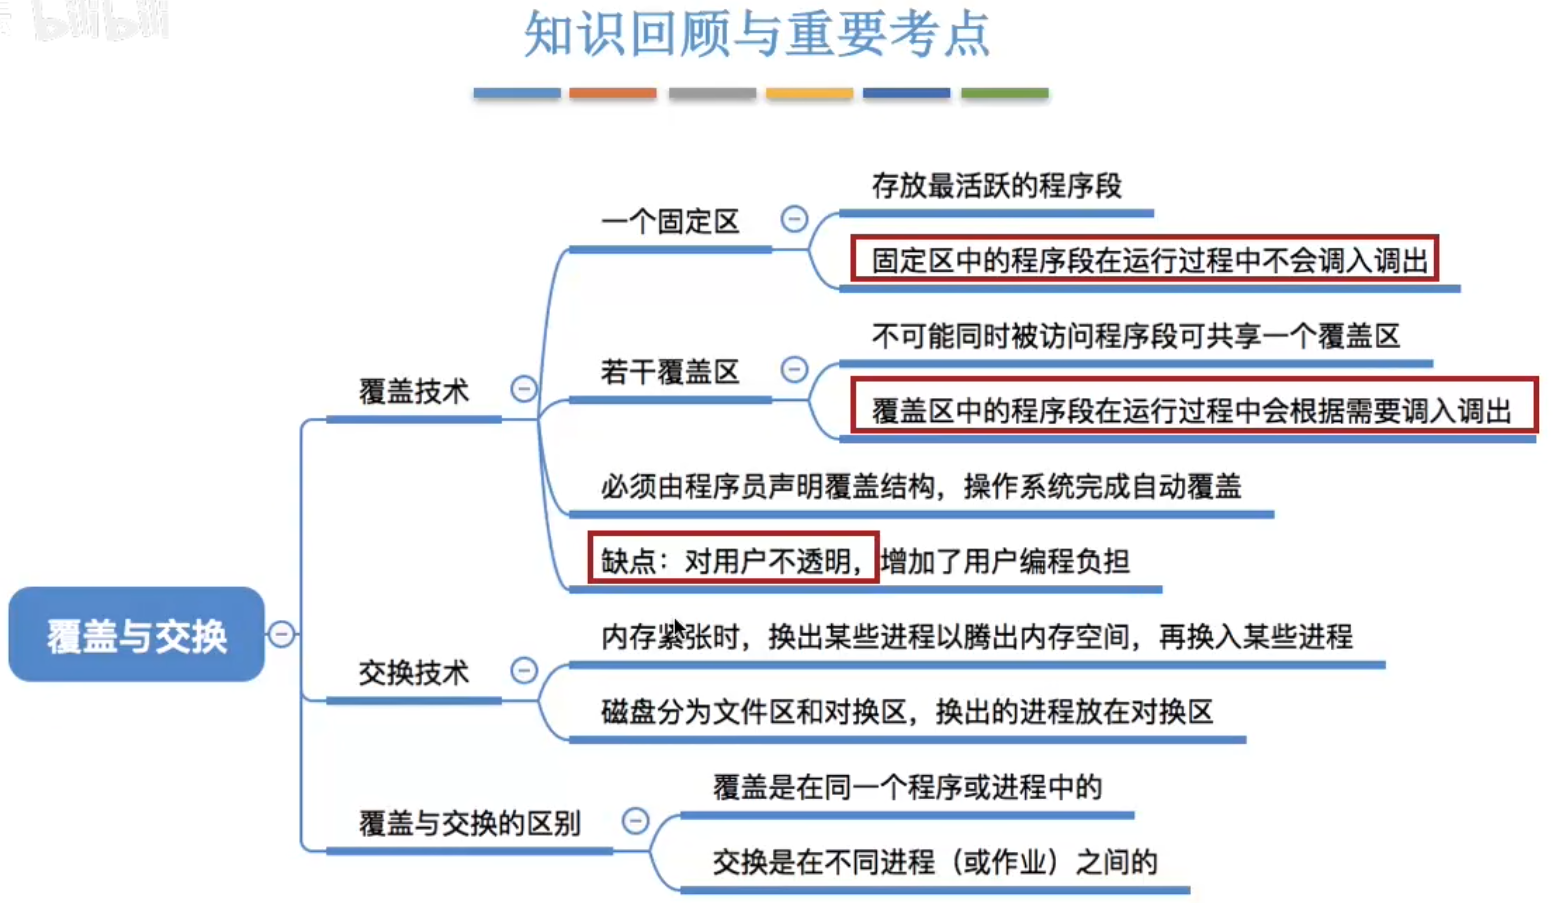 bilibili
知识回顾与重要考点
存放最活跃的程序段
一个固定区
固定区中的程序段在运行过程中不会调入调出
不可能同时被访问程序段可共享一个覆盖区
若干覆盖区
覆盖区中的程序段在运行过程中会根据需要调入调出
覆盖技术
必须由程序员声明覆盖结构，操作系统完成自动覆盖
缺点：对用户不透明，增加了用户编程负担
覆盖与交换
内存紧张时，换出某些进程以腾出内存空间，再换入某些进程
交换技术
磁盘分为文件区和对换区，换出的进程放在对换区
覆盖是在同一个程序或进程中的
覆盖与交换的区别
交换是在不同进程（或作业）之间的